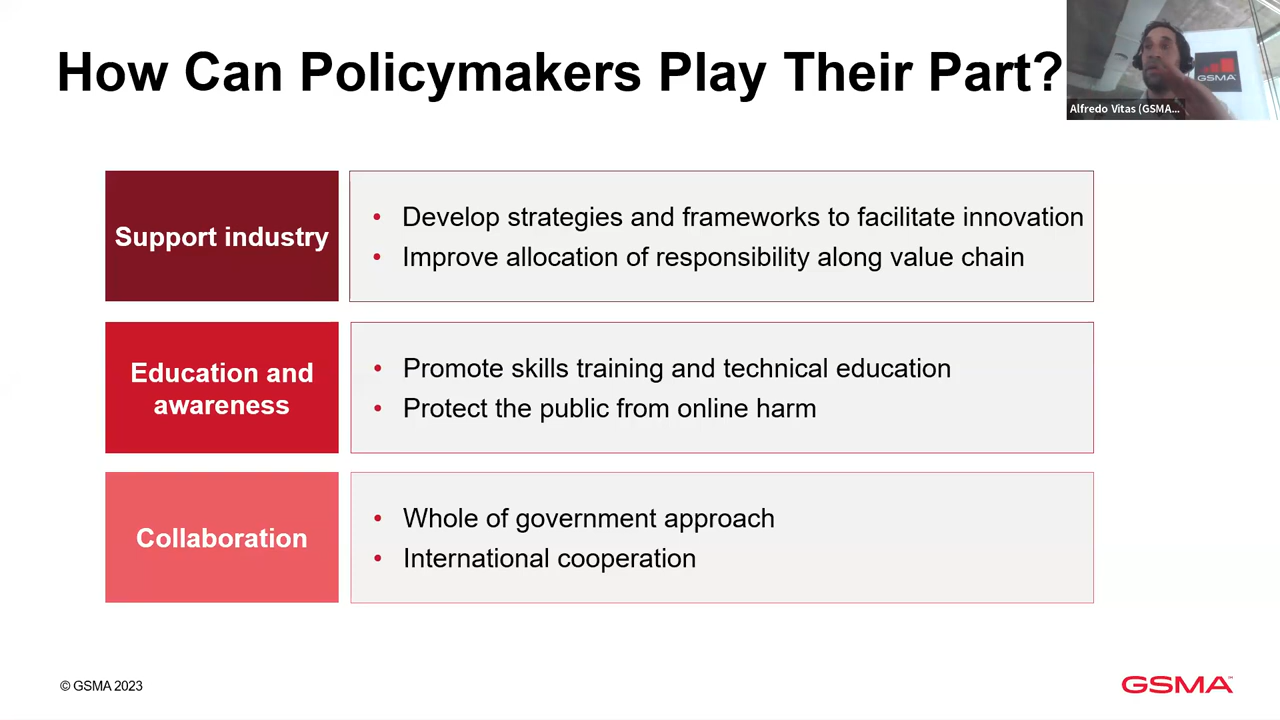 How Can Policymakers Play Their Part?
GSMA
Alfredo Vitas (GSMA...
Support industry
• Develop strategies and frameworks to facilitate innovation
• Improve allocation of responsibility along value chain
Education and
awareness
• Promote skills training and technical education
• Protect the public from online harm
Collaboration
• Whole of government approach
• International cooperation
© GSMA 2023
GSMA™